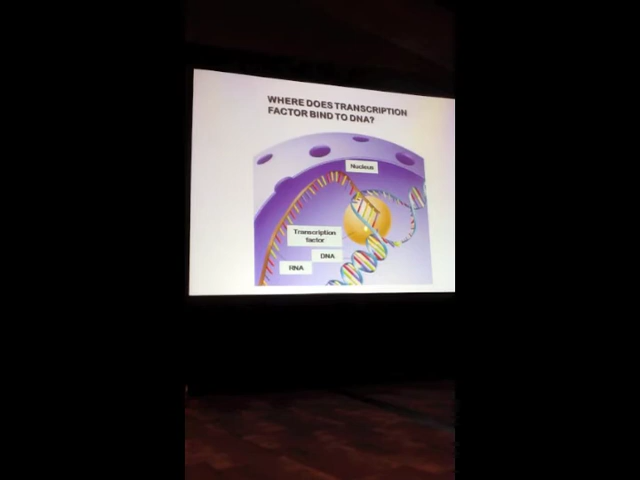 WHERE DOES TRANSCRIPTION
FACTOR BIND TO DNA?
Nucleus
Transcription
factor
DNA
RNA